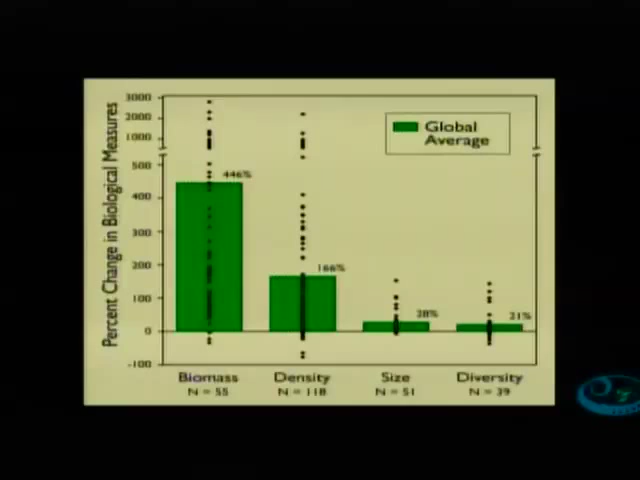 Percent Change in Biological Measures
3000
2000
1000
500
400
300
200
100
0
-100
Global
Average
446%
166%
28%
21%
Biomass
Density
Size
Diversity
N = 55
N = 118
N = 51
N = 39